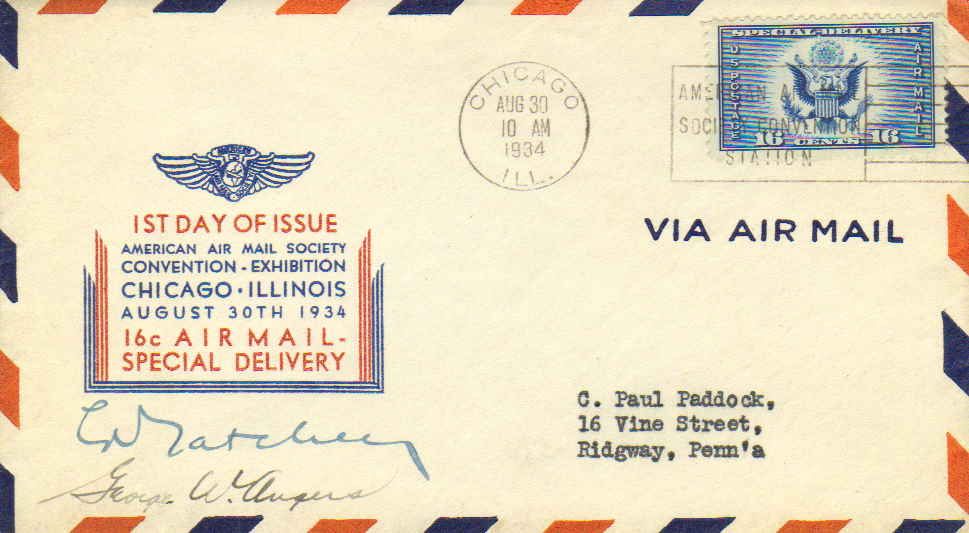 SPECIAL DELIVERY
U.S. POSTAGE
AIR MAIL
16 CENTS 16
CHICAGO
AUG 30
10 AM
1934
ILL.
AMERICAN A
SOCIETY CONVENTION
STATION
VIA AIR MAIL
1ST DAY OF ISSUE
AMERICAN AIR MAIL SOCIETY
CONVENTION - EXHIBITION
CHICAGO • ILLINOIS
AUGUST 30TH 1934
16c AIR MAIL-
SPECIAL DELIVERY
George W. Angers
C. Paul Paddock,
16 Vine Street,
Ridgway, Penn'a